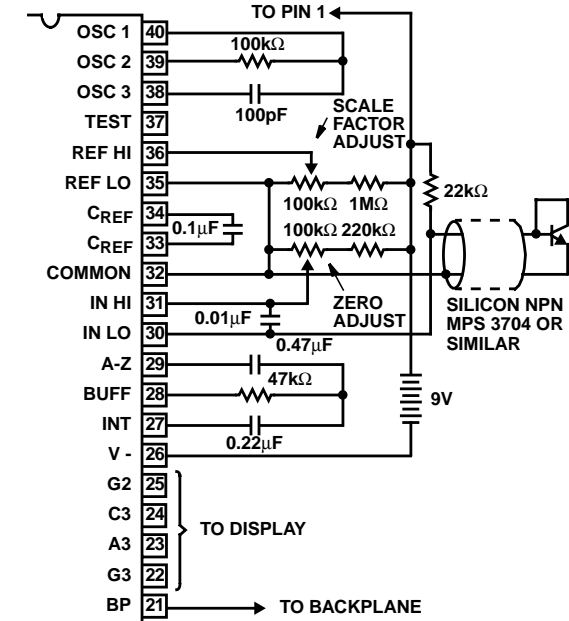 TO PIN 1
OSC 1 40
100kΩ
OSC 2 39
OSC 3 38
100pF
TEST 37
SCALE
FACTOR
ADJUST
REF HI 36
REF LO 35
100kΩ 1MΩ
22kΩ
CREF 34
0.1μF
100kΩ 220kΩ
CREF 33
COMMON 32
IN HI 31
ZERO
ADJUST
0.01μF
SILICON NPN
MPS 3704 OR
SIMILAR
IN LO 30
0.47μF
A-Z 29
47kΩ
BUFF 28
9V
INT 27
0.22μF
V - 26
G2 25
C3 24
TO DISPLAY
A3 23
G3 22
BP 21
TO BACKPLANE